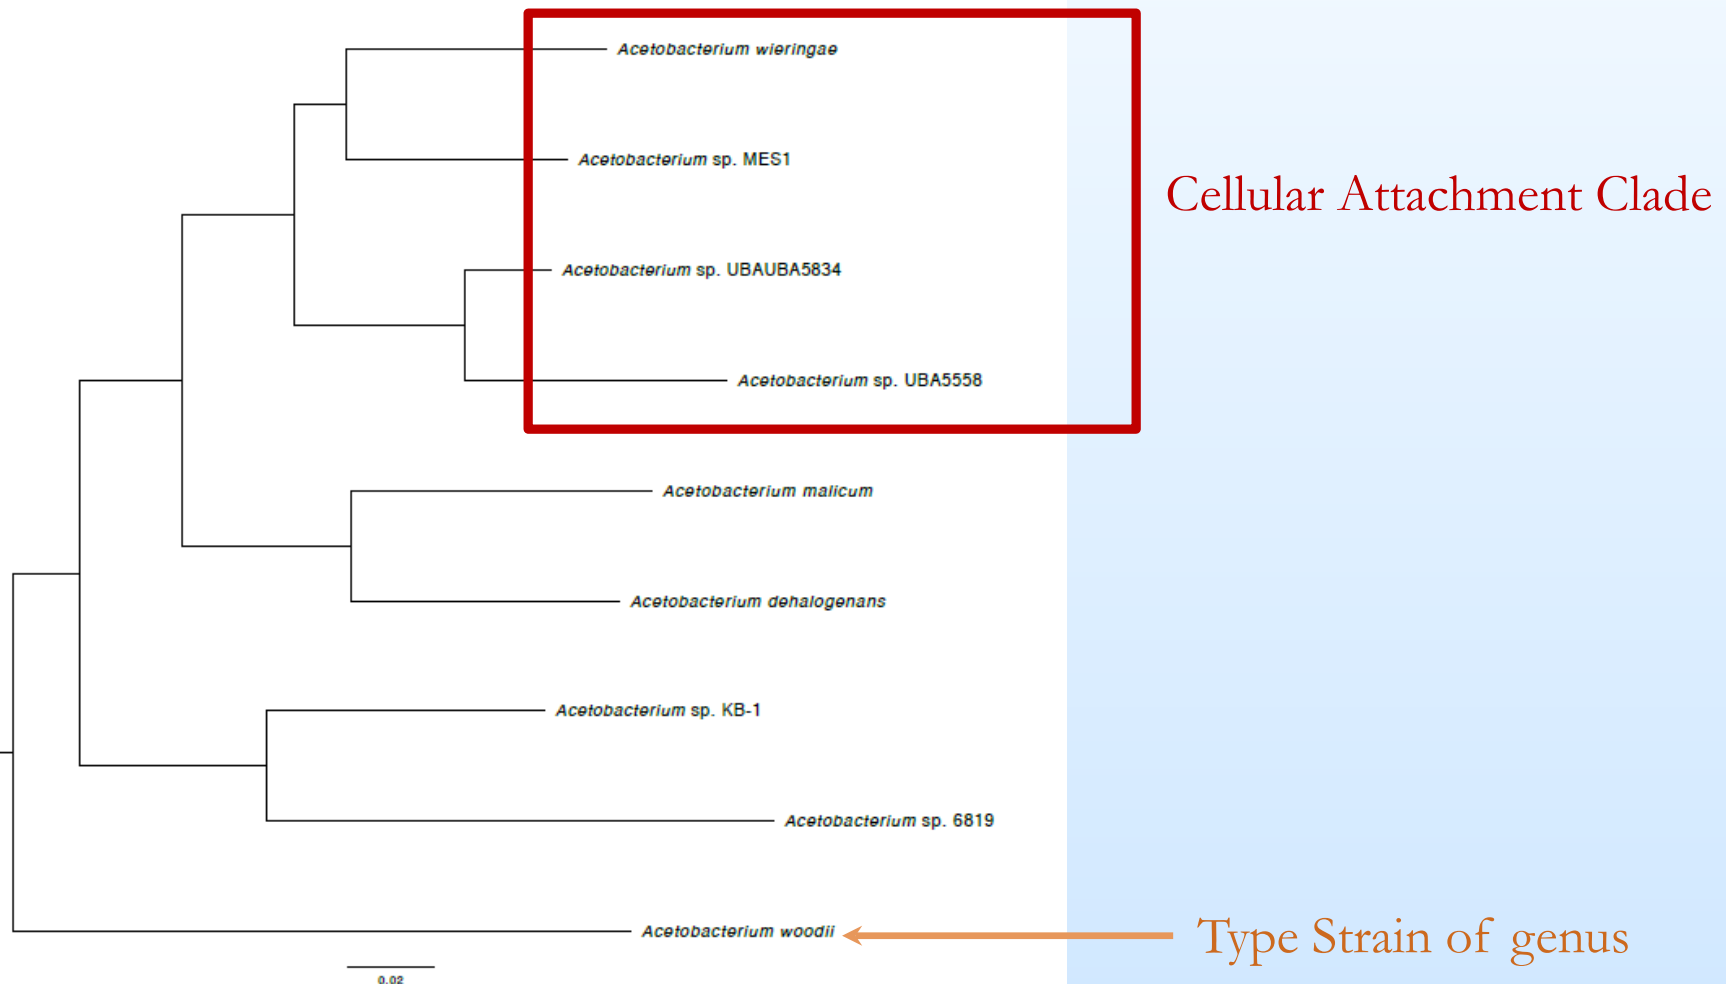 Acetobacterium wieringae
Acetobacterium sp. MES1
Cellular Attachment Clade
Acetobacterium sp. UBAUBA5834
Acetobacterium sp. UBA5558
Acetobacterium malicum
Acetobacterium dehalogenans
Acetobacterium sp. KB-1
Acetobacterium sp. 6819
Acetobacterium woodii
Type Strain of genus
0.02